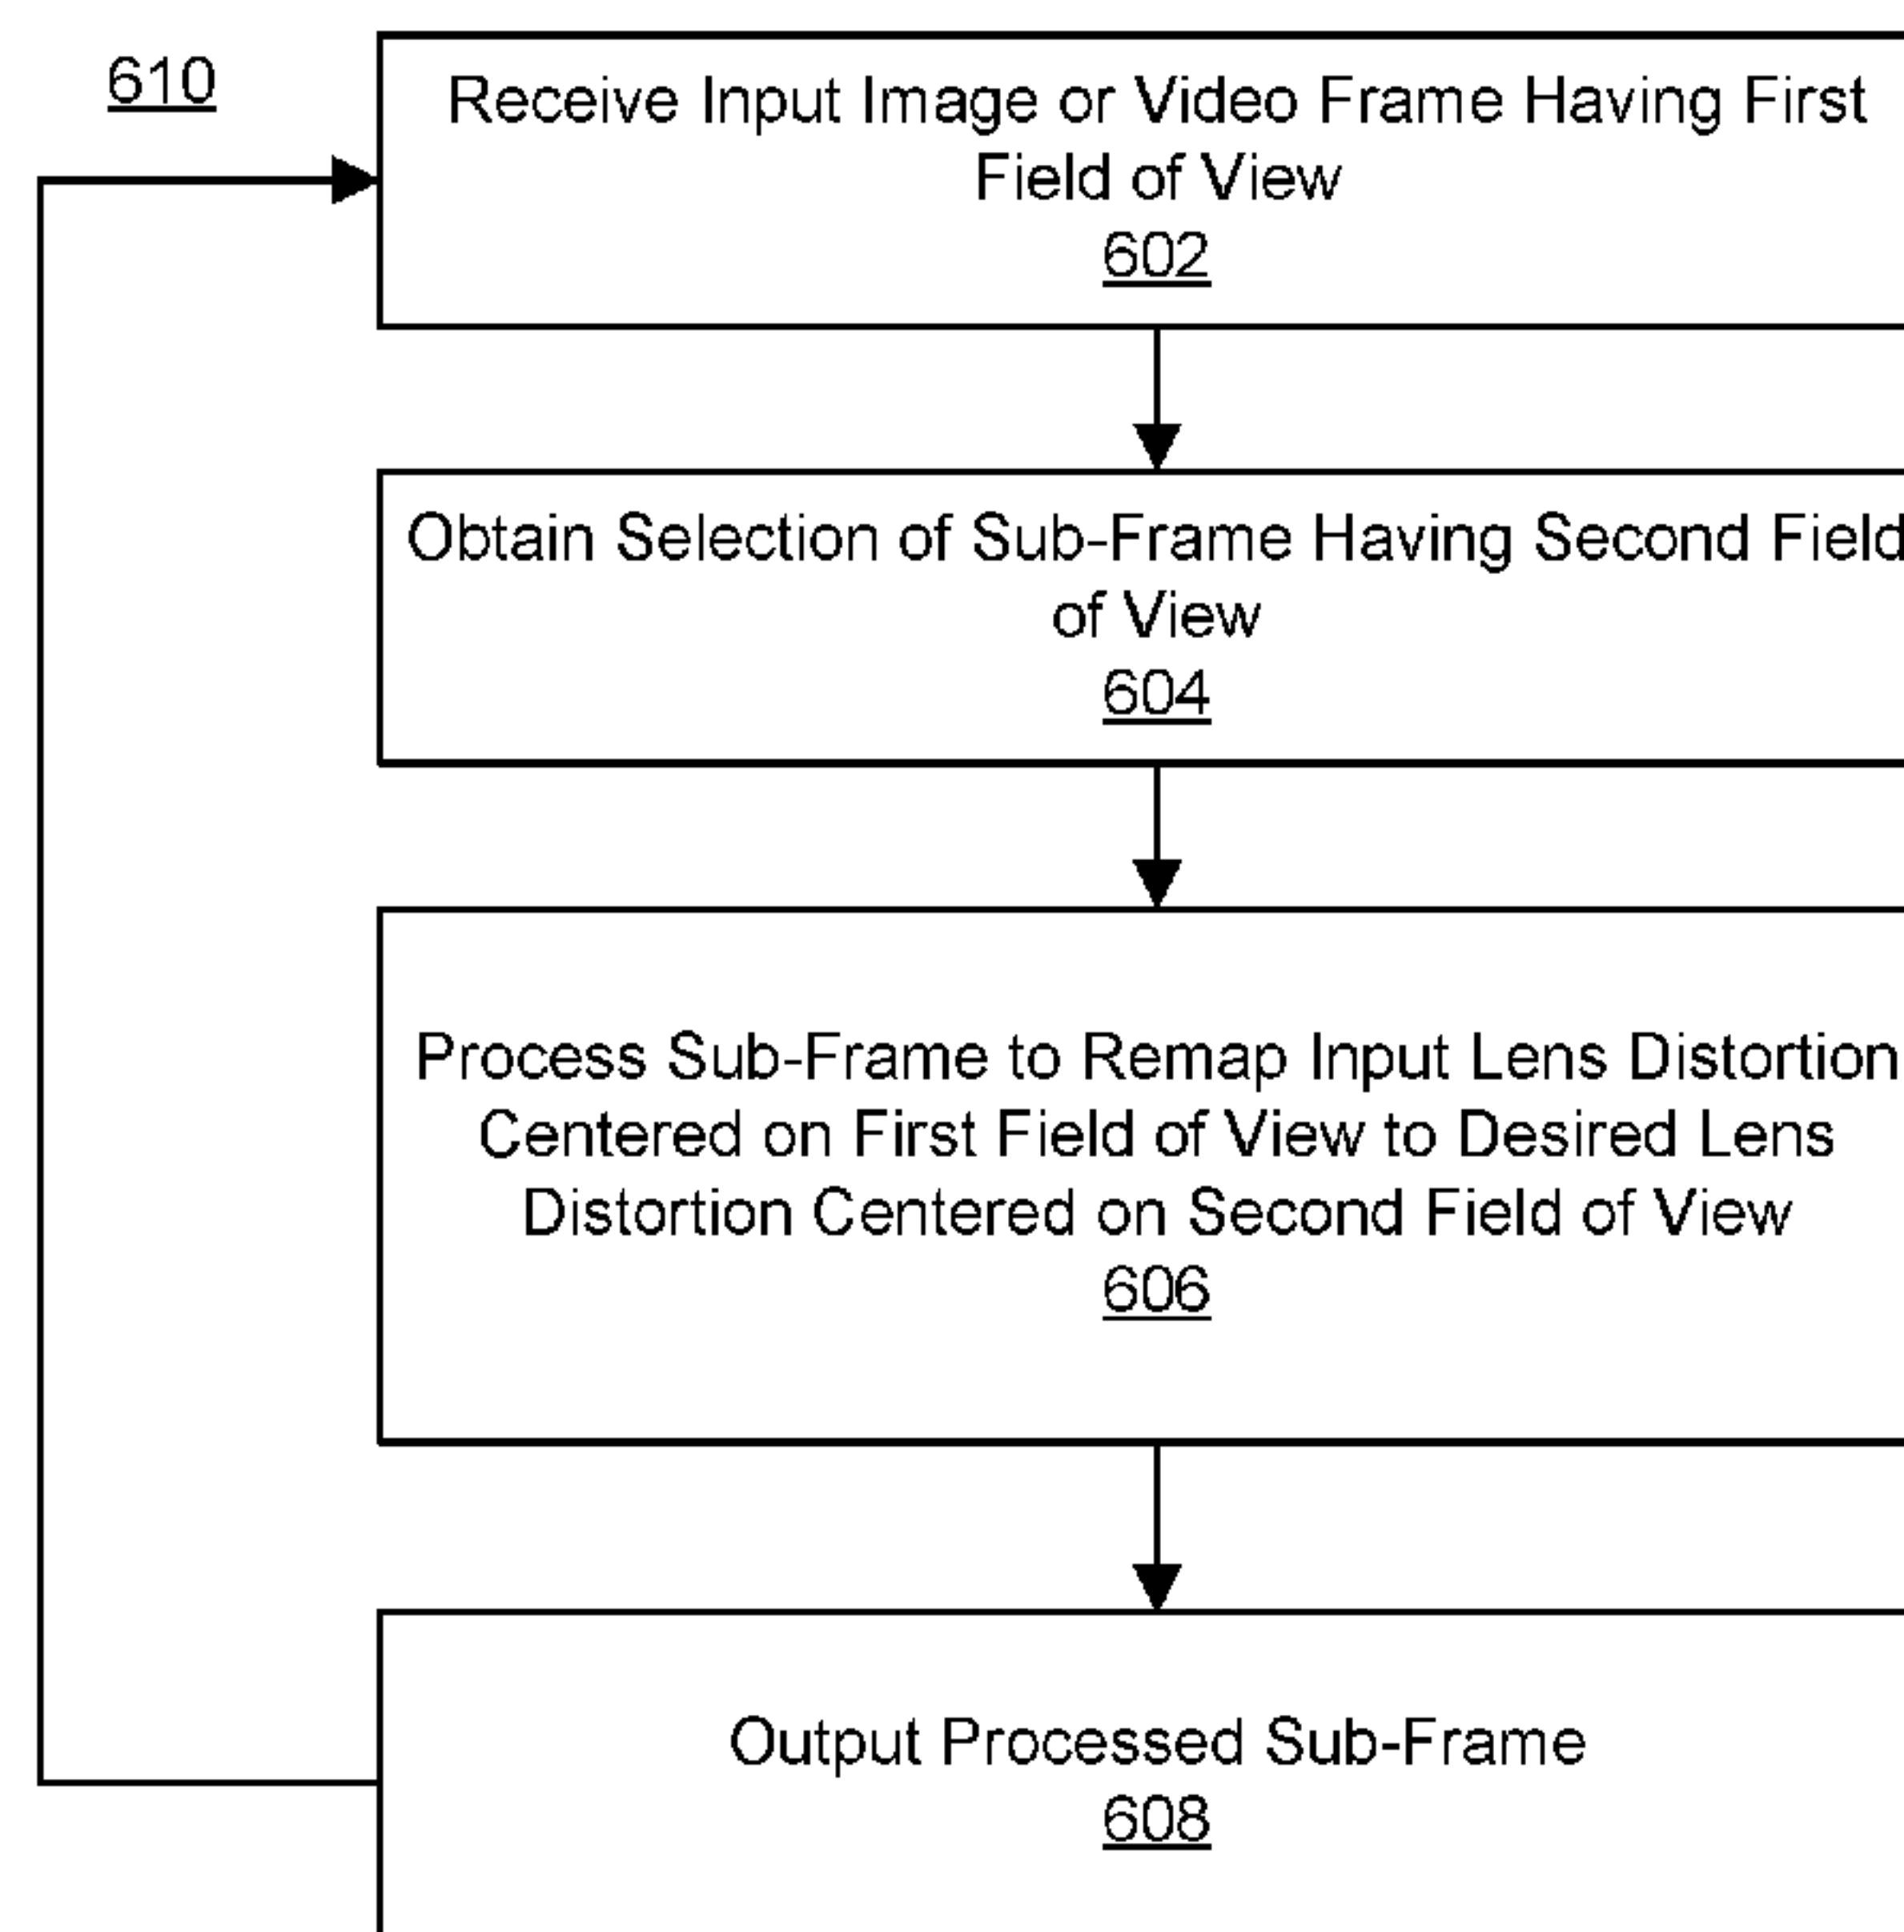 610
Receive Input Image or Video Frame Having First
Field of View
602
Obtain Selection of Sub-Frame Having Second Field
of View
604
Process Sub-Frame to Remap Input Lens Distortion
Centered on First Field of View to Desired Lens
Distortion Centered on Second Field of View
606
Output Processed Sub-Frame
608